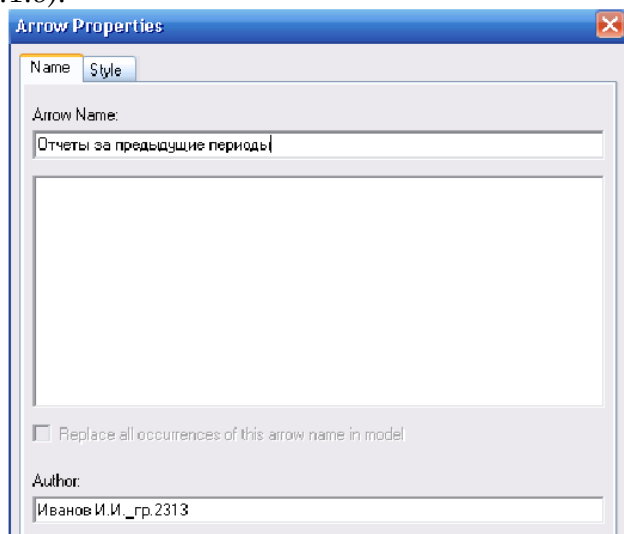 .1.6).
Arrow Properties
Name Style
Arrow Name:
Отчеты за предыдущие периоды
Replace all occurrences of this arrow name in model
Author:
Иванов И.И._гр.2313